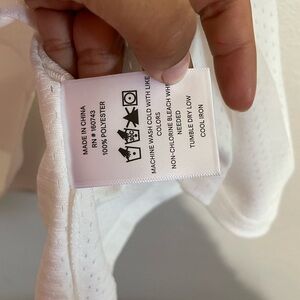 MADE IN CHINA
RN # 160743
100% POLYESTER
MACHINE WASH COLD WITH LIKE
COLORS
NON-CHLORINE BLEACH WHE
NEEDED
TUMBLE DRY LOW
COOL IRON